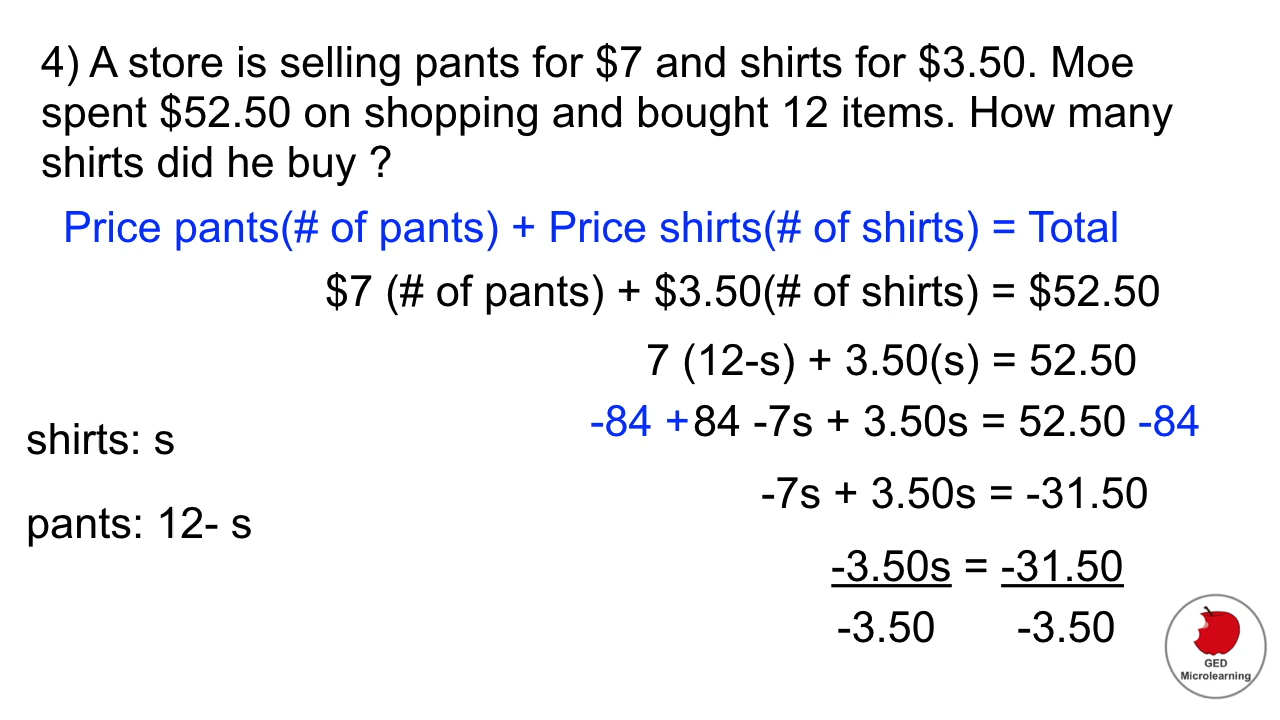 4) A store is selling pants for $7 and shirts for $3.50. Moe
spent $52.50 on shopping and bought 12 items. How many
shirts did he buy ?
Price pants(# of pants) + Price shirts(# of shirts) = Total
$7 (# of pants) + $3.50(# of shirts) = $52.50
7 (12-s) + 3.50(s) = 52.50
-84 +84 -7s + 3.50s = 52.50 -84
shirts: s
-7s + 3.50s = -31.50
pants: 12- s
-3.50s = -31.50
-3.50 -3.50
GED
Microlearning